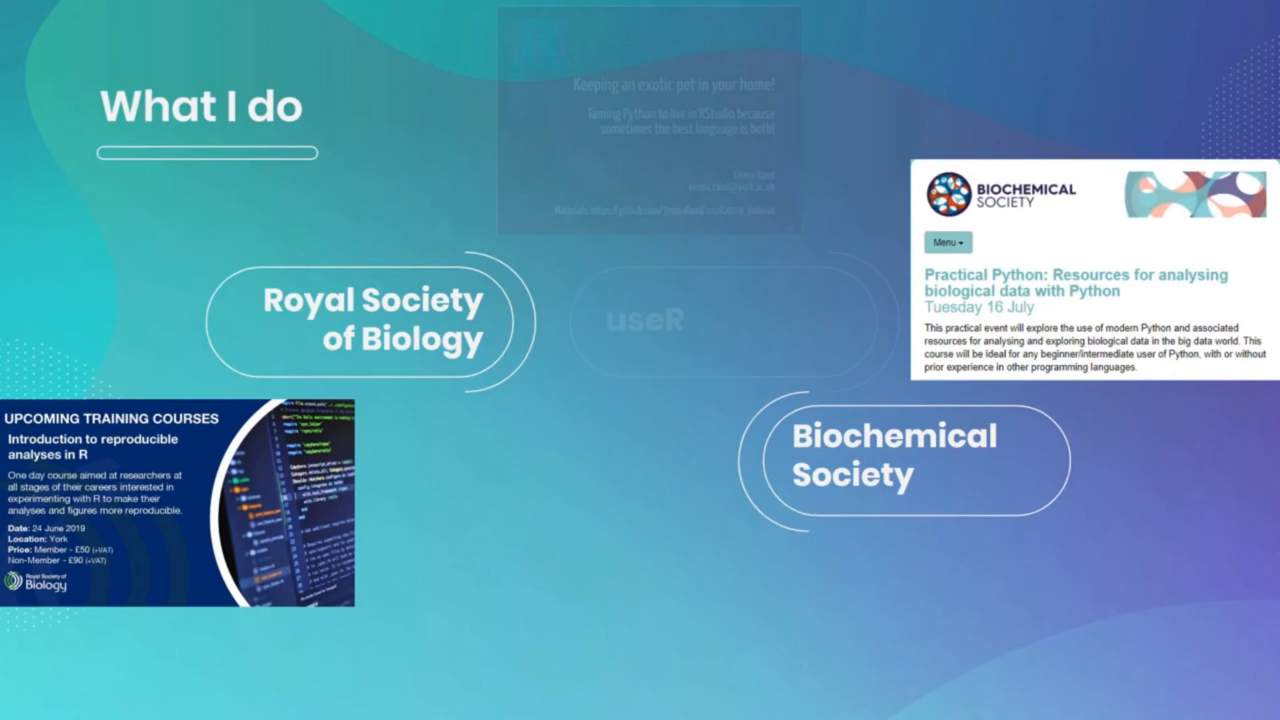 What I do
Keeping an exotic pet in your home!
Taming Python to live in RStudio because
sometimes the best language is both!
Emma Rand
emma.rand@york.ac.uk
BIOCHEMICAL
SOCIETY
Menu
Practical Python: Resources for analysing
biological data with Python
Tuesday 16 July
This practical event will explore the use of modern Python and associated
resources for analysing and exploring biological data in the big data world. This
course will be ideal for any beginner/intermediate user of Python, with or without
prior experience in other programming languages.
Royal Society
of Biology
useR
Biochemical
Society
UPCOMING TRAINING COURSES
Introduction to reproducible
analyses in R
One day course aimed at researchers at
all stages of their careers interested in
experimenting with R to make their
analyses and figures more reproducible.
Date: 24 June 2019
Location: York
Price: Member - £50 (+VAT)
Non-Member - £90 (+VAT)
Royal Society of
Biology